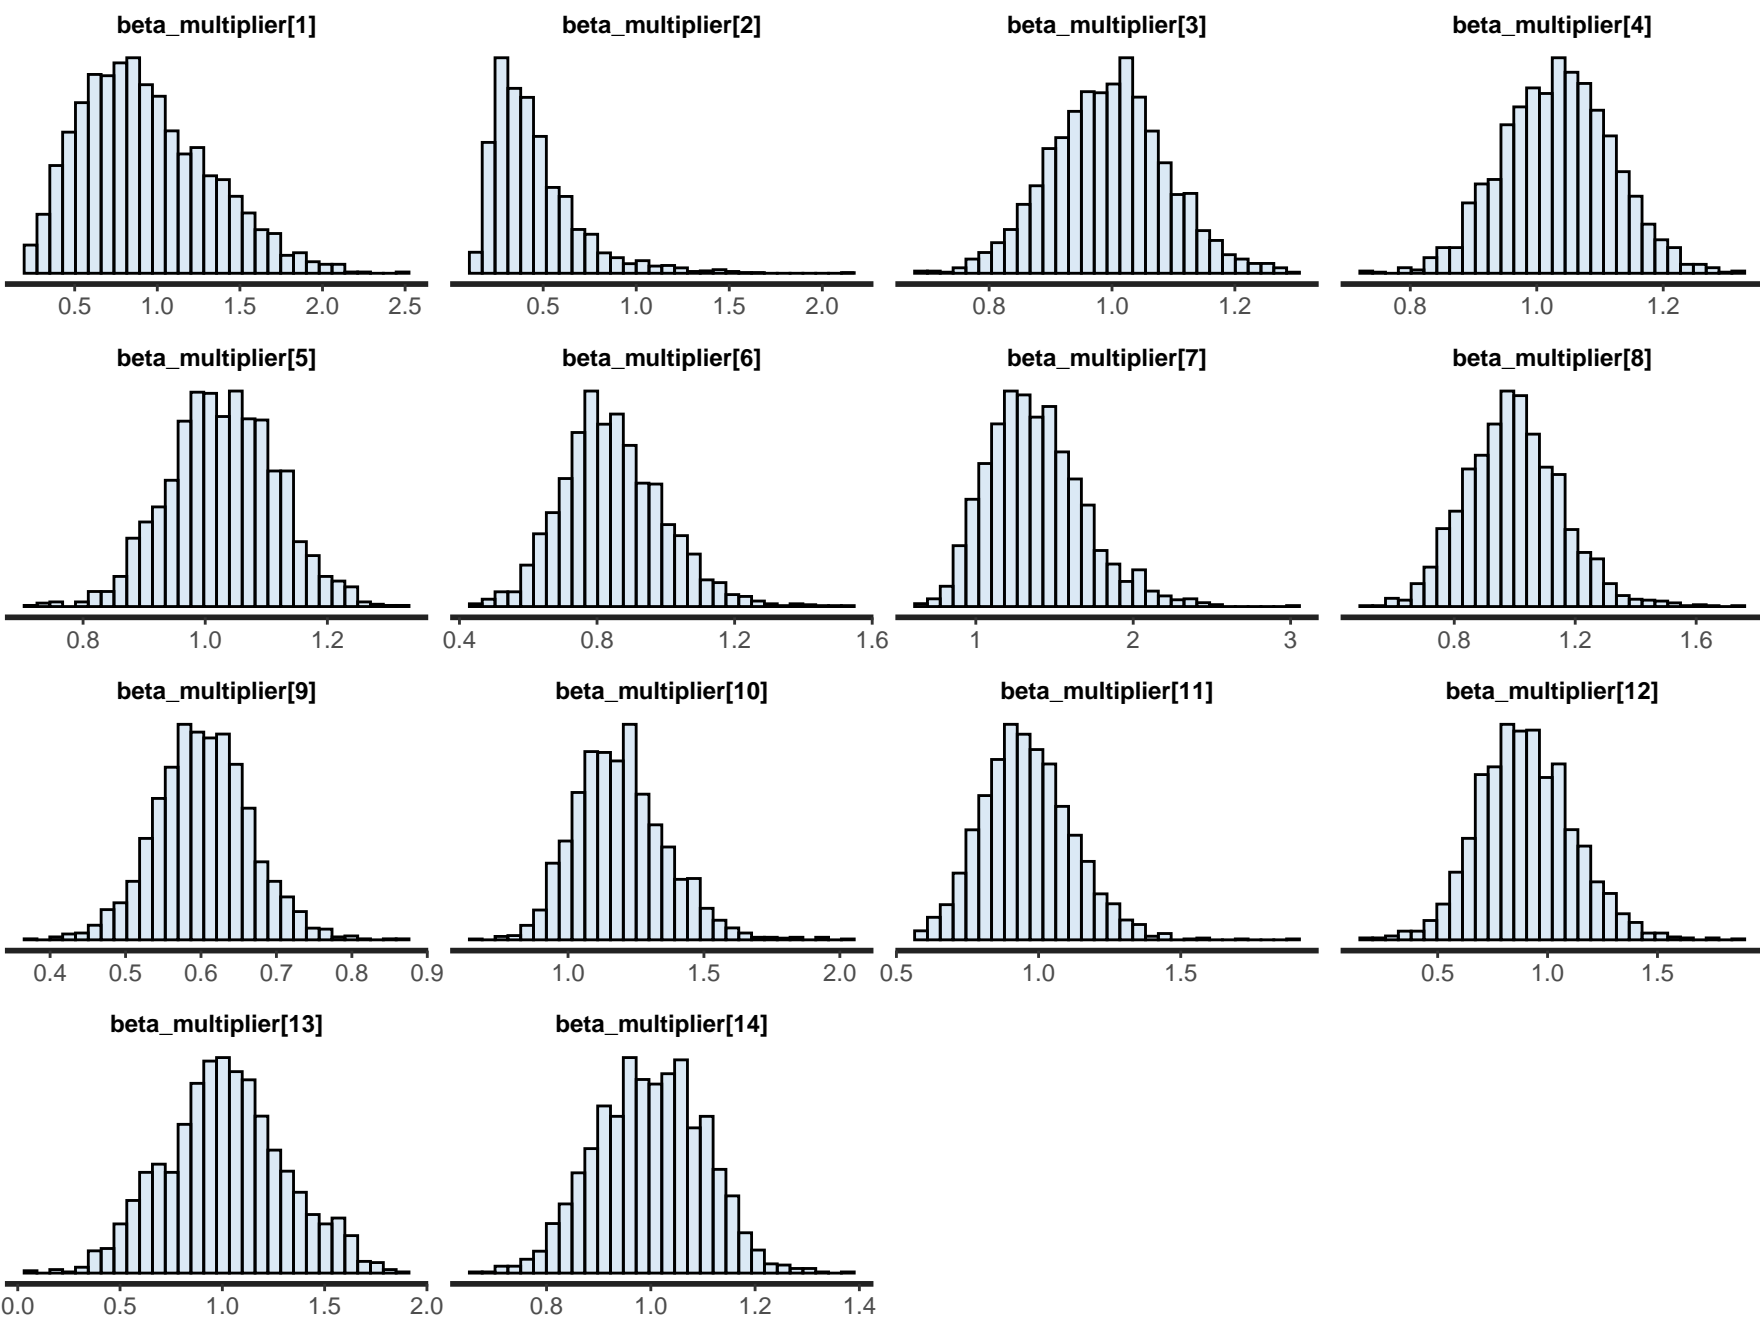 beta_multiplier[1] beta_multiplier[2] beta_multiplier[3] beta_multiplier[4]
0.5 1.0 1.5 2.0 2.5 0.5 1.0 1.5 2.0 0.8 1.0 1.2 0.8 1.0 1.2
beta_multiplier[5] beta_multiplier[6] beta_multiplier[7] beta_multiplier[8]
0.8 1.0 1.2 0.4 0.8 1.2 1.6 1 2 3 0.8 1.2 1.6
beta_multiplier[9] beta_multiplier[10] beta_multiplier[11] beta_multiplier[12]
0.4 0.5 0.6 0.7 0.8 0.9 1.0 1.5 2.0 0.5 1.0 1.5 0.5 1.0 1.5
beta_multiplier[13] beta_multiplier[14]
0.0 0.5 1.0 1.5 2.0 0.8 1.0 1.2 1.4